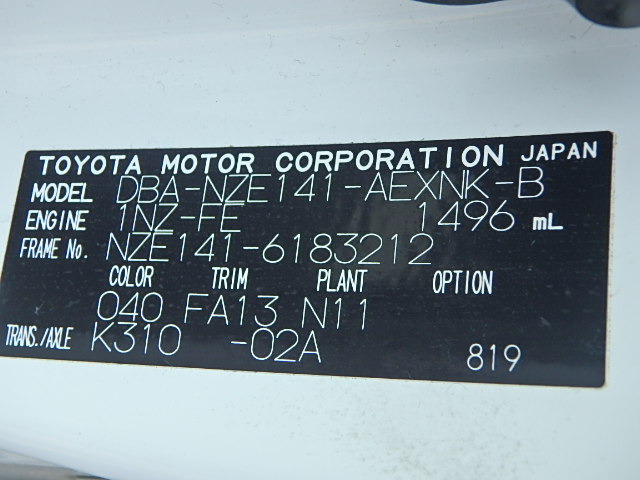 TOYOTA MOTOR CORPORATION JAPAN
MODEL DBA-NZE141-AEXNK-B
ENGINE 1NZ-FE 1496 mL
FRAME No. NZE141-6183212
COLOR TRIM PLANT OPTION
040 FA13 N11
TRANS./AXLE K310 -02A
819